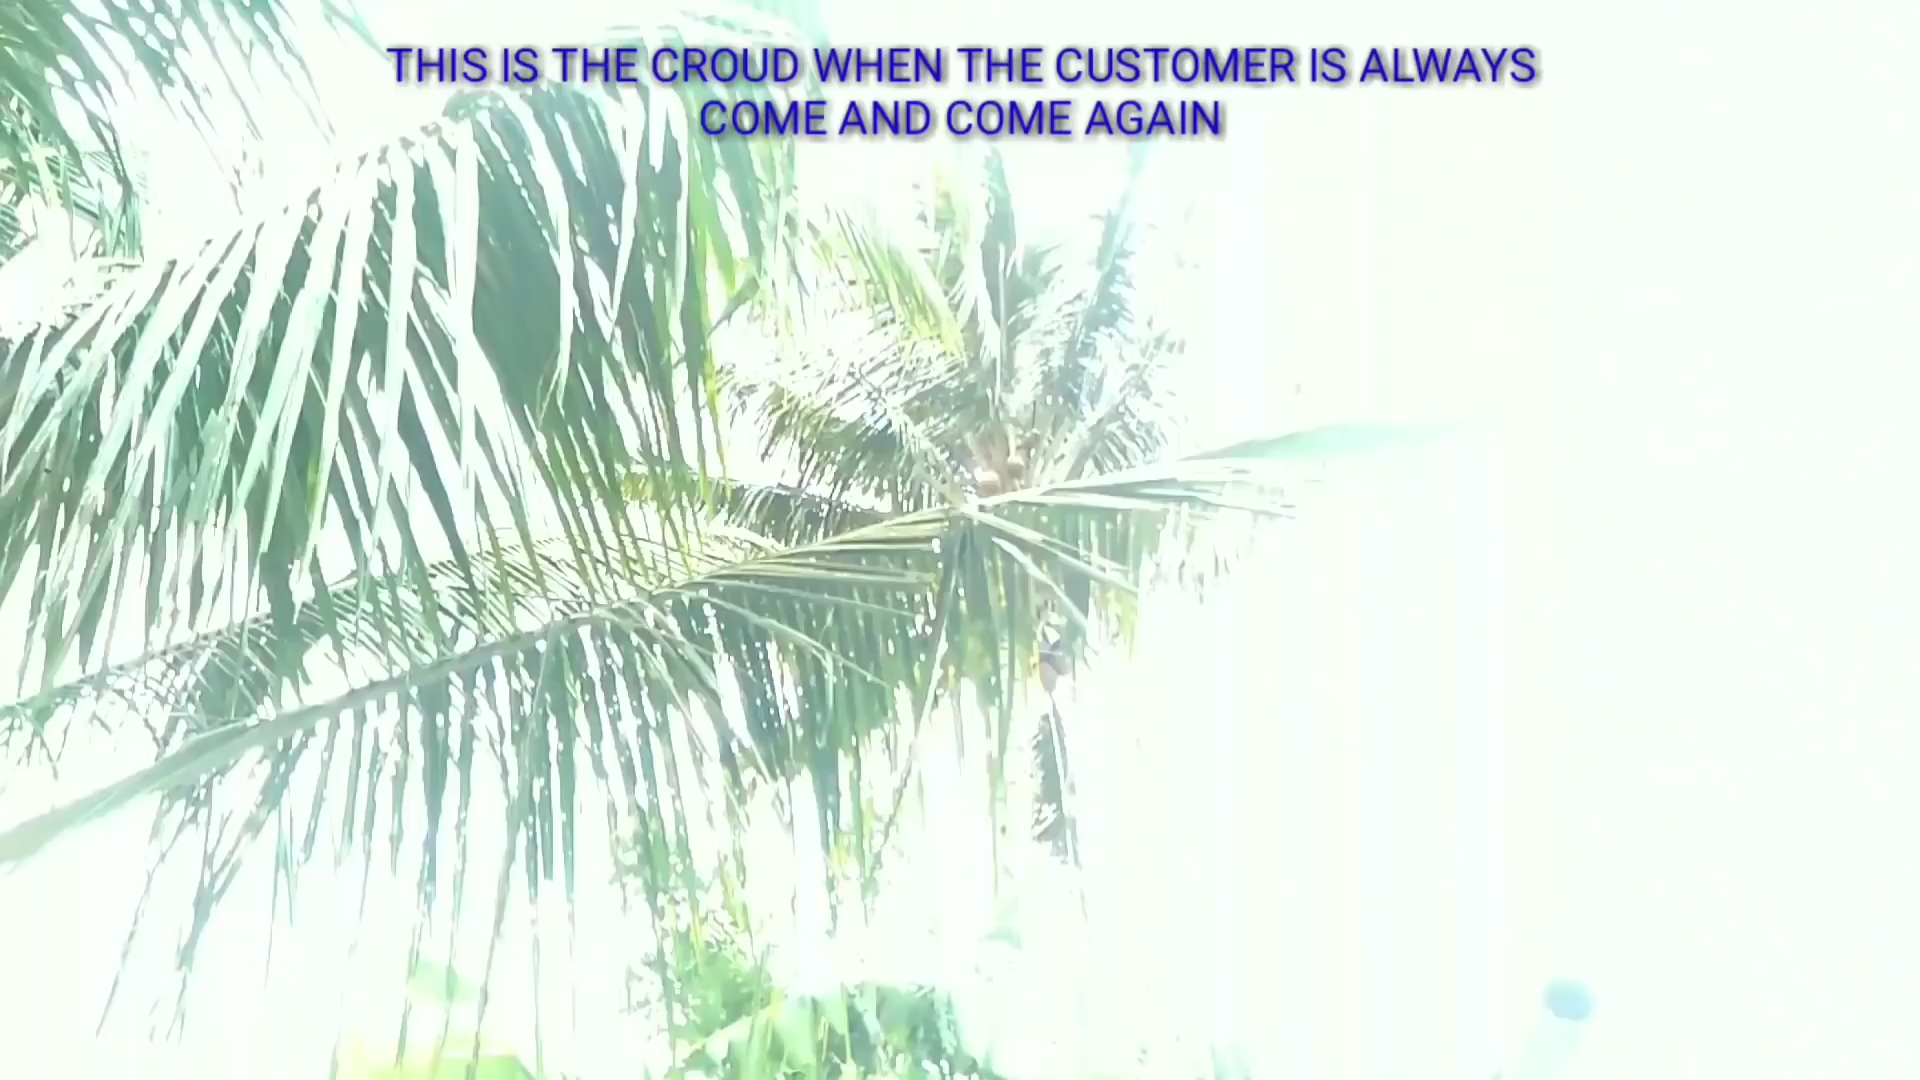 THIS IS THE CROUD WHEN THE CUSTOMER IS ALWAYS
COME AND COME AGAIN